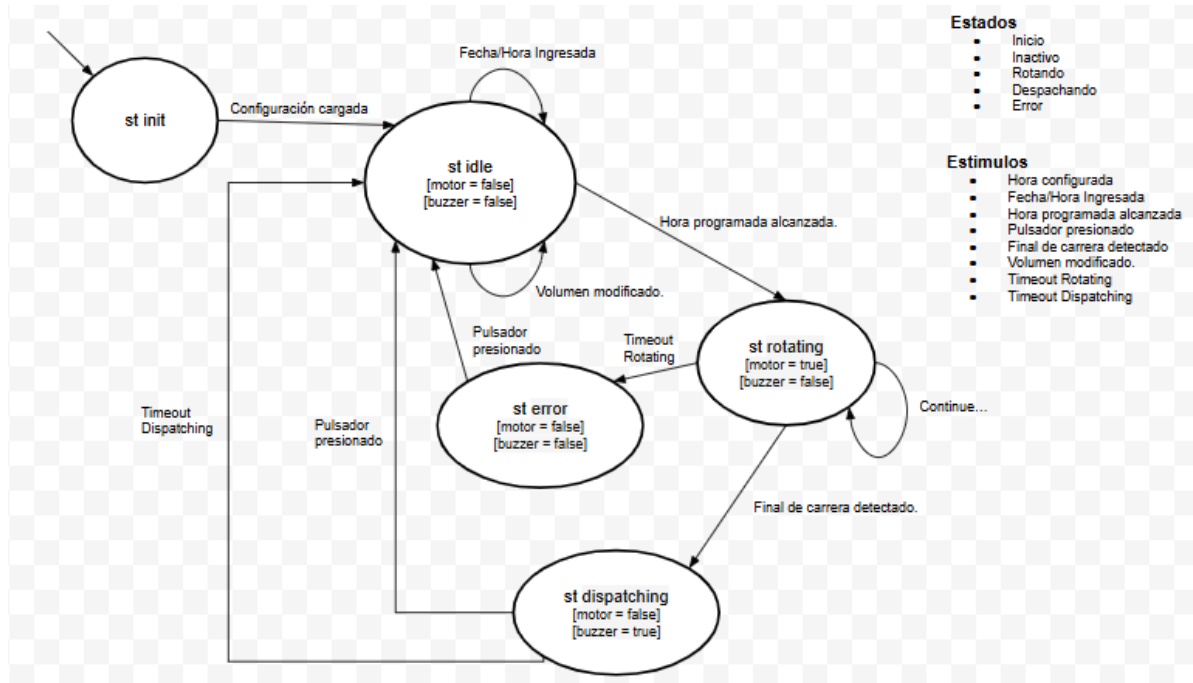 st init
Configuración cargada
Fecha/Hora Ingresada
st idle
[motor = false]
[buzzer = false]
Volumen modificado.
Hora programada alcanzada.
Pulsador
presionado
Timeout
Rotating
st rotating
[motor = true]
[buzzer = false]
Continue...
st error
[motor = false]
[buzzer = false]
Timeout
Dispatching
Pulsador
presionado
Final de carrera detectado.
st dispatching
[motor = false]
[buzzer = true]
Estados
Inicio
Inactivo
Rotando
Despachando
Error
Estimulos
Hora configurada
Fecha/Hora Ingresada
Hora programada alcanzada
Pulsador presionado
Final de carrera detectado
Volumen modificado.
Timeout Rotating
Timeout Dispatching